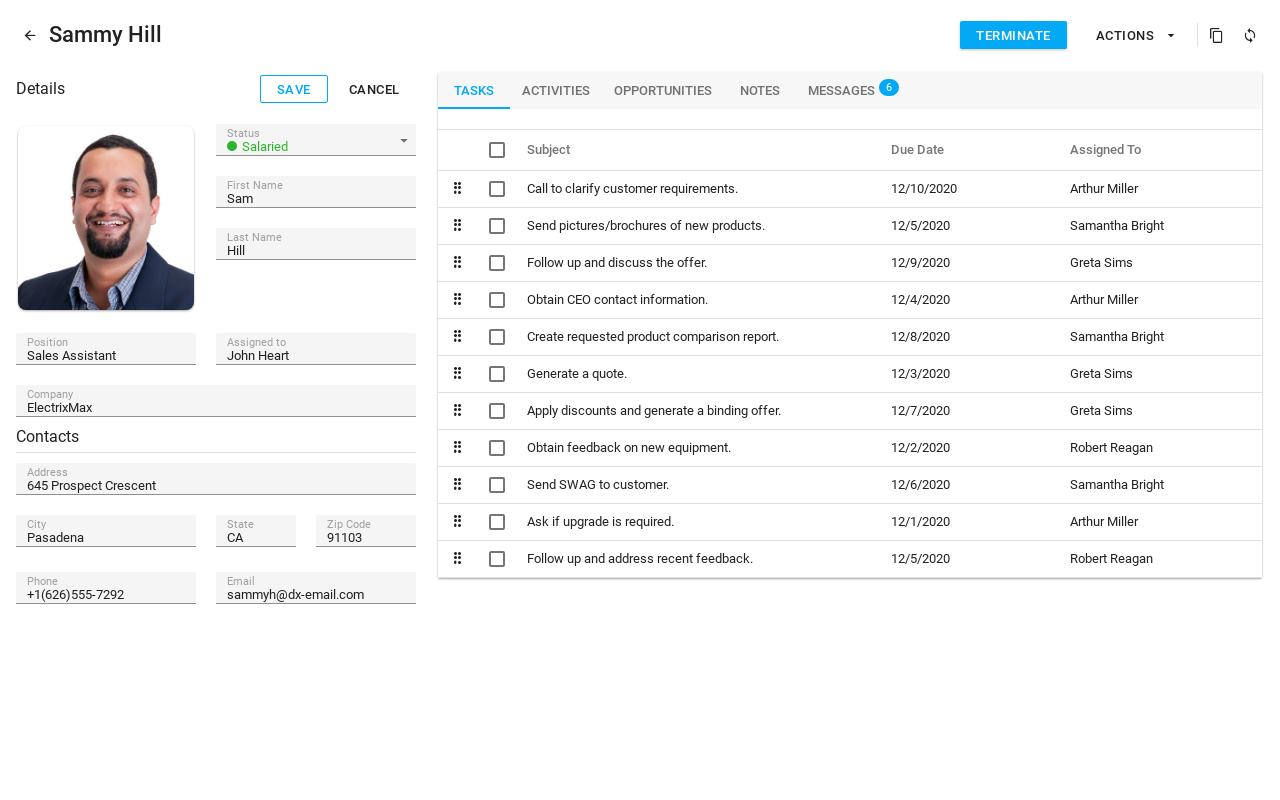 Sammy Hill
TERMINATE
ACTIONS
Details
SAVE
CANCEL
Status
Salaried
First Name
Sam
Last Name
Hill
Position
Sales Assistant
Assigned to
John Heart
Company
ElectrixMax
Contacts
Address
645 Prospect Crescent
City
Pasadena
State
CA
Zip Code
91103
Phone
+1(626)555-7292
Email
sammyh@dx-email.com
TASKS ACTIVITIES OPPORTUNITIES NOTES MESSAGES 6
Subject Due Date Assigned To
Call to clarify customer requirements. 12/10/2020 Arthur Miller
Send pictures/brochures of new products. 12/5/2020 Samantha Bright
Follow up and discuss the offer. 12/9/2020 Greta Sims
Obtain CEO contact information. 12/4/2020 Arthur Miller
Create requested product comparison report. 12/8/2020 Samantha Bright
Generate a quote. 12/3/2020 Greta Sims
Apply discounts and generate a binding offer. 12/7/2020 Greta Sims
Obtain feedback on new equipment. 12/2/2020 Robert Reagan
Send SWAG to customer. 12/6/2020 Samantha Bright
Ask if upgrade is required. 12/1/2020 Arthur Miller
Follow up and address recent feedback. 12/5/2020 Robert Reagan